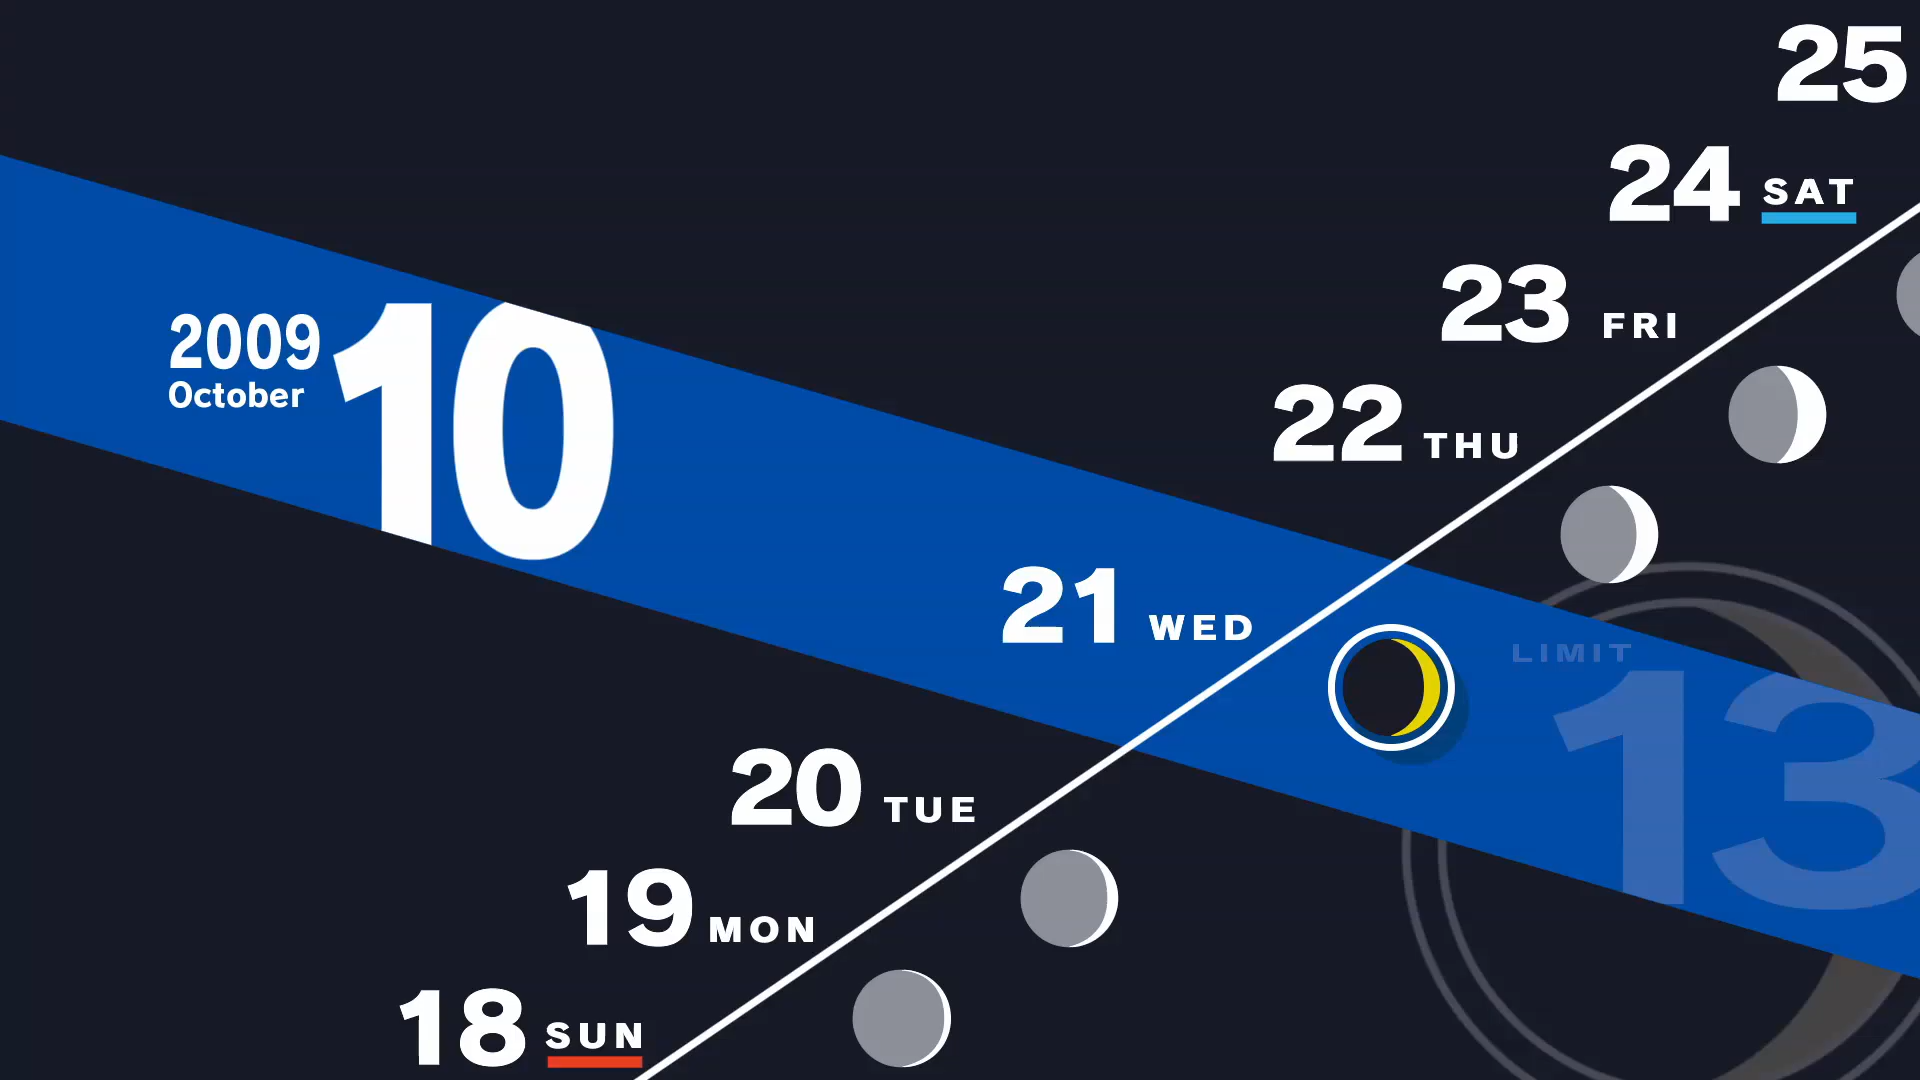 25
24 SAT
23 FRI
22 THU
2009
October
10
21 WED
LIMIT
13
20 TUE
19 MON
18 SUN